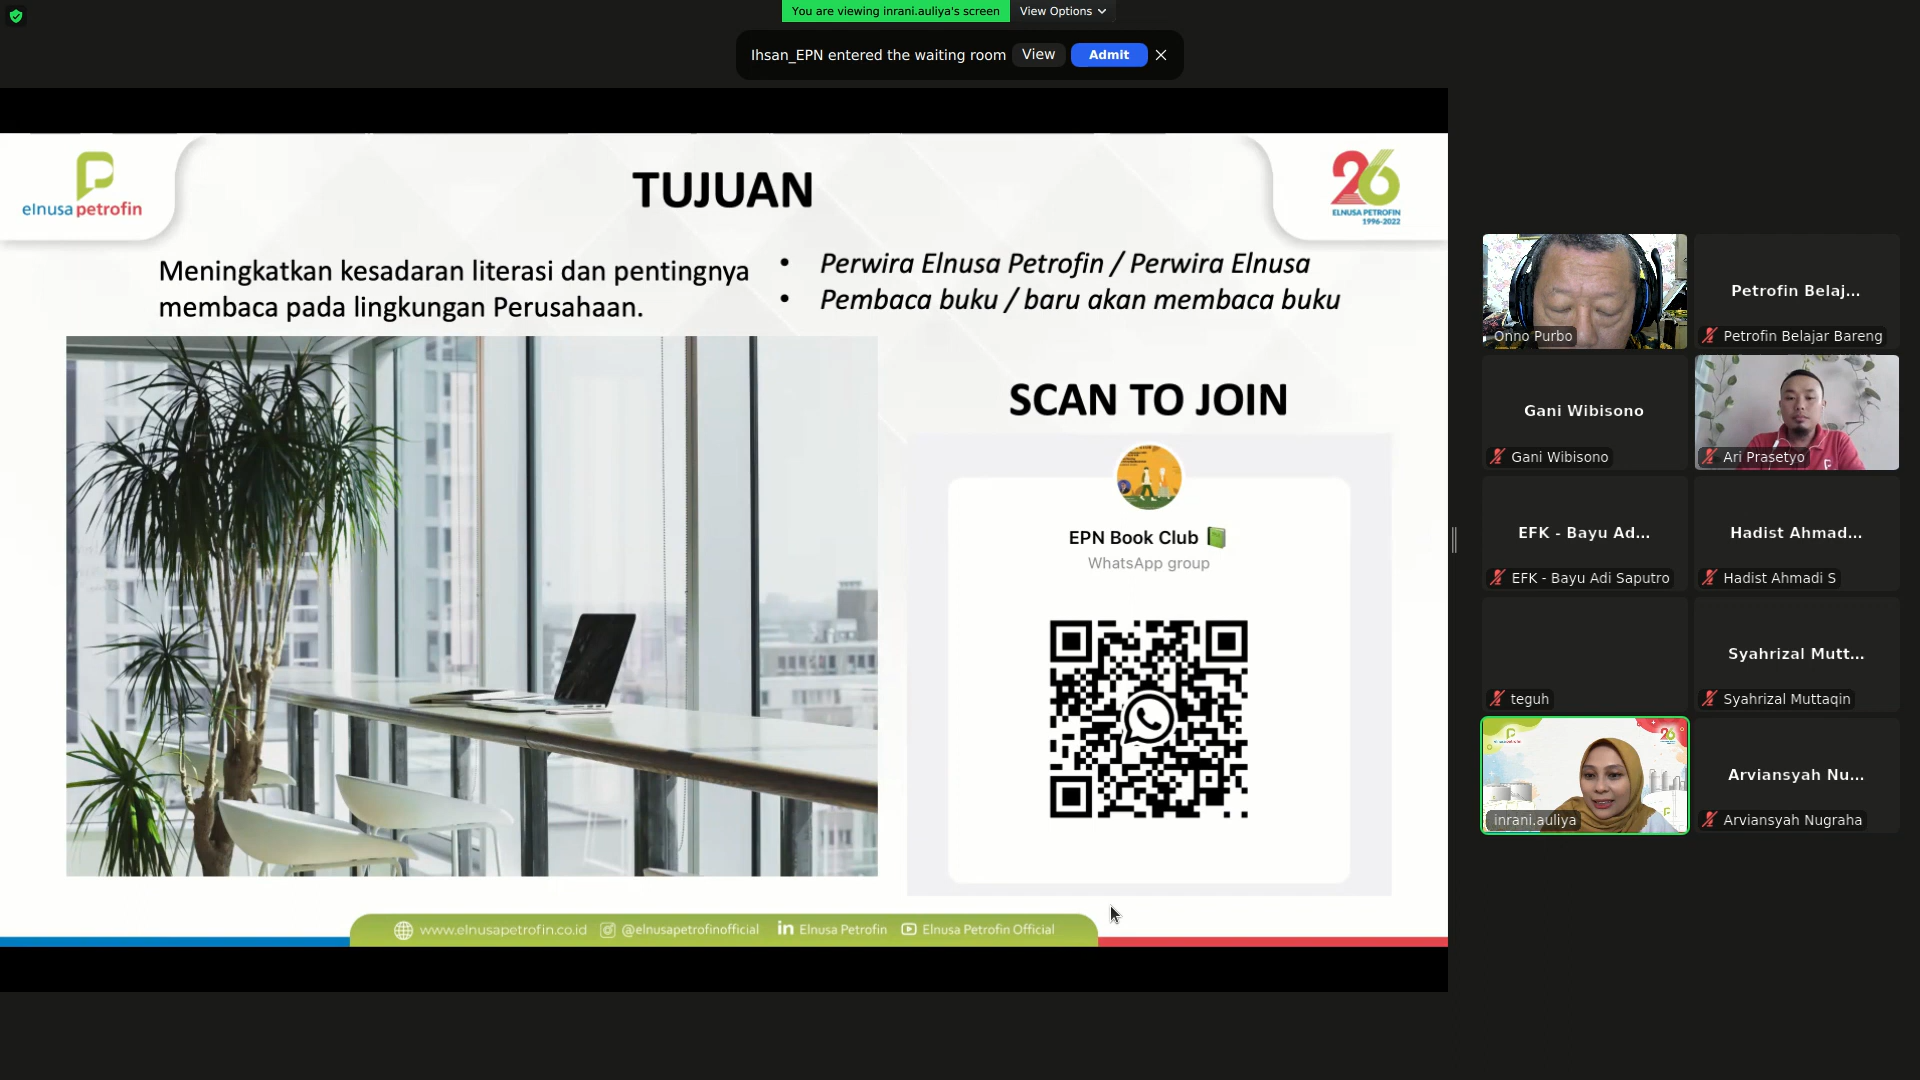 You are viewing inrani.auliya's screen
View Options
Ihsan_EPN entered the waiting room
View
Admit
elnusa petrofin
TUJUAN
26
ELNUSA PETROFIN
1996-2022
Meningkatkan kesadaran literasi dan pentingnya
membaca pada lingkungan Perusahaan.
• Perwira Elnusa Petrofin / Perwira Elnusa
• Pembaca buku / baru akan membaca buku
SCAN TO JOIN
EPN Book Club
WhatsApp group
www.elnusapetrofin.co.id
@elnusapetrofinofficial
in Elnusa Petrofin
Elnusa Petrofin Official
Onno Purbo
Petrofin Belaj...
Petrofin Belajar Bareng
Gani Wibisono
Gani Wibisono
Ari Prasetyo
EFK - Bayu Ad...
EFK - Bayu Adi Saputro
Hadist Ahmad...
Hadist Ahmadi S
teguh
Syahrizal Mutt...
Syahrizal Muttaqin
inrani.auliya
Arviansyah Nu...
Arviansyah Nugraha